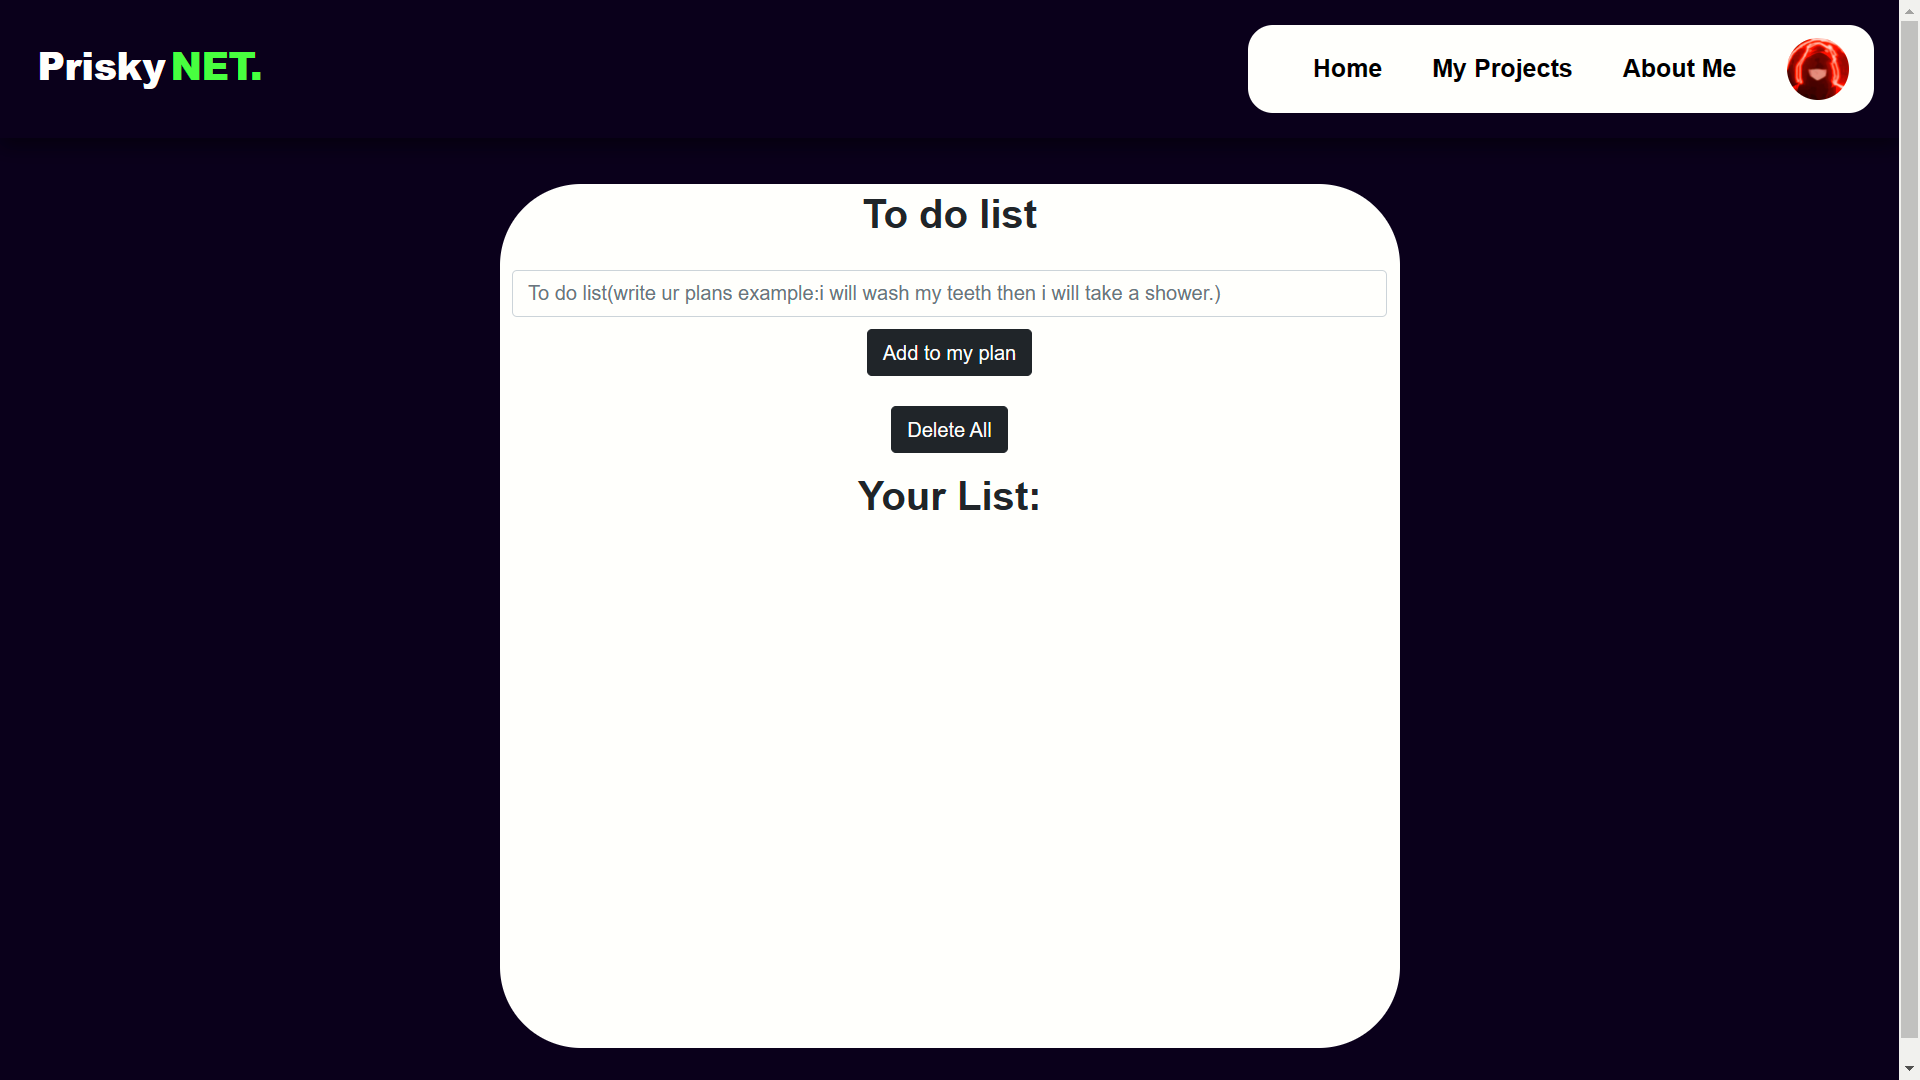 Prisky NET.
Home My Projects About Me
To do list
To do list(write ur plans example:i will wash my teeth then i will take a shower.)
Add to my plan
Delete All
Your List: